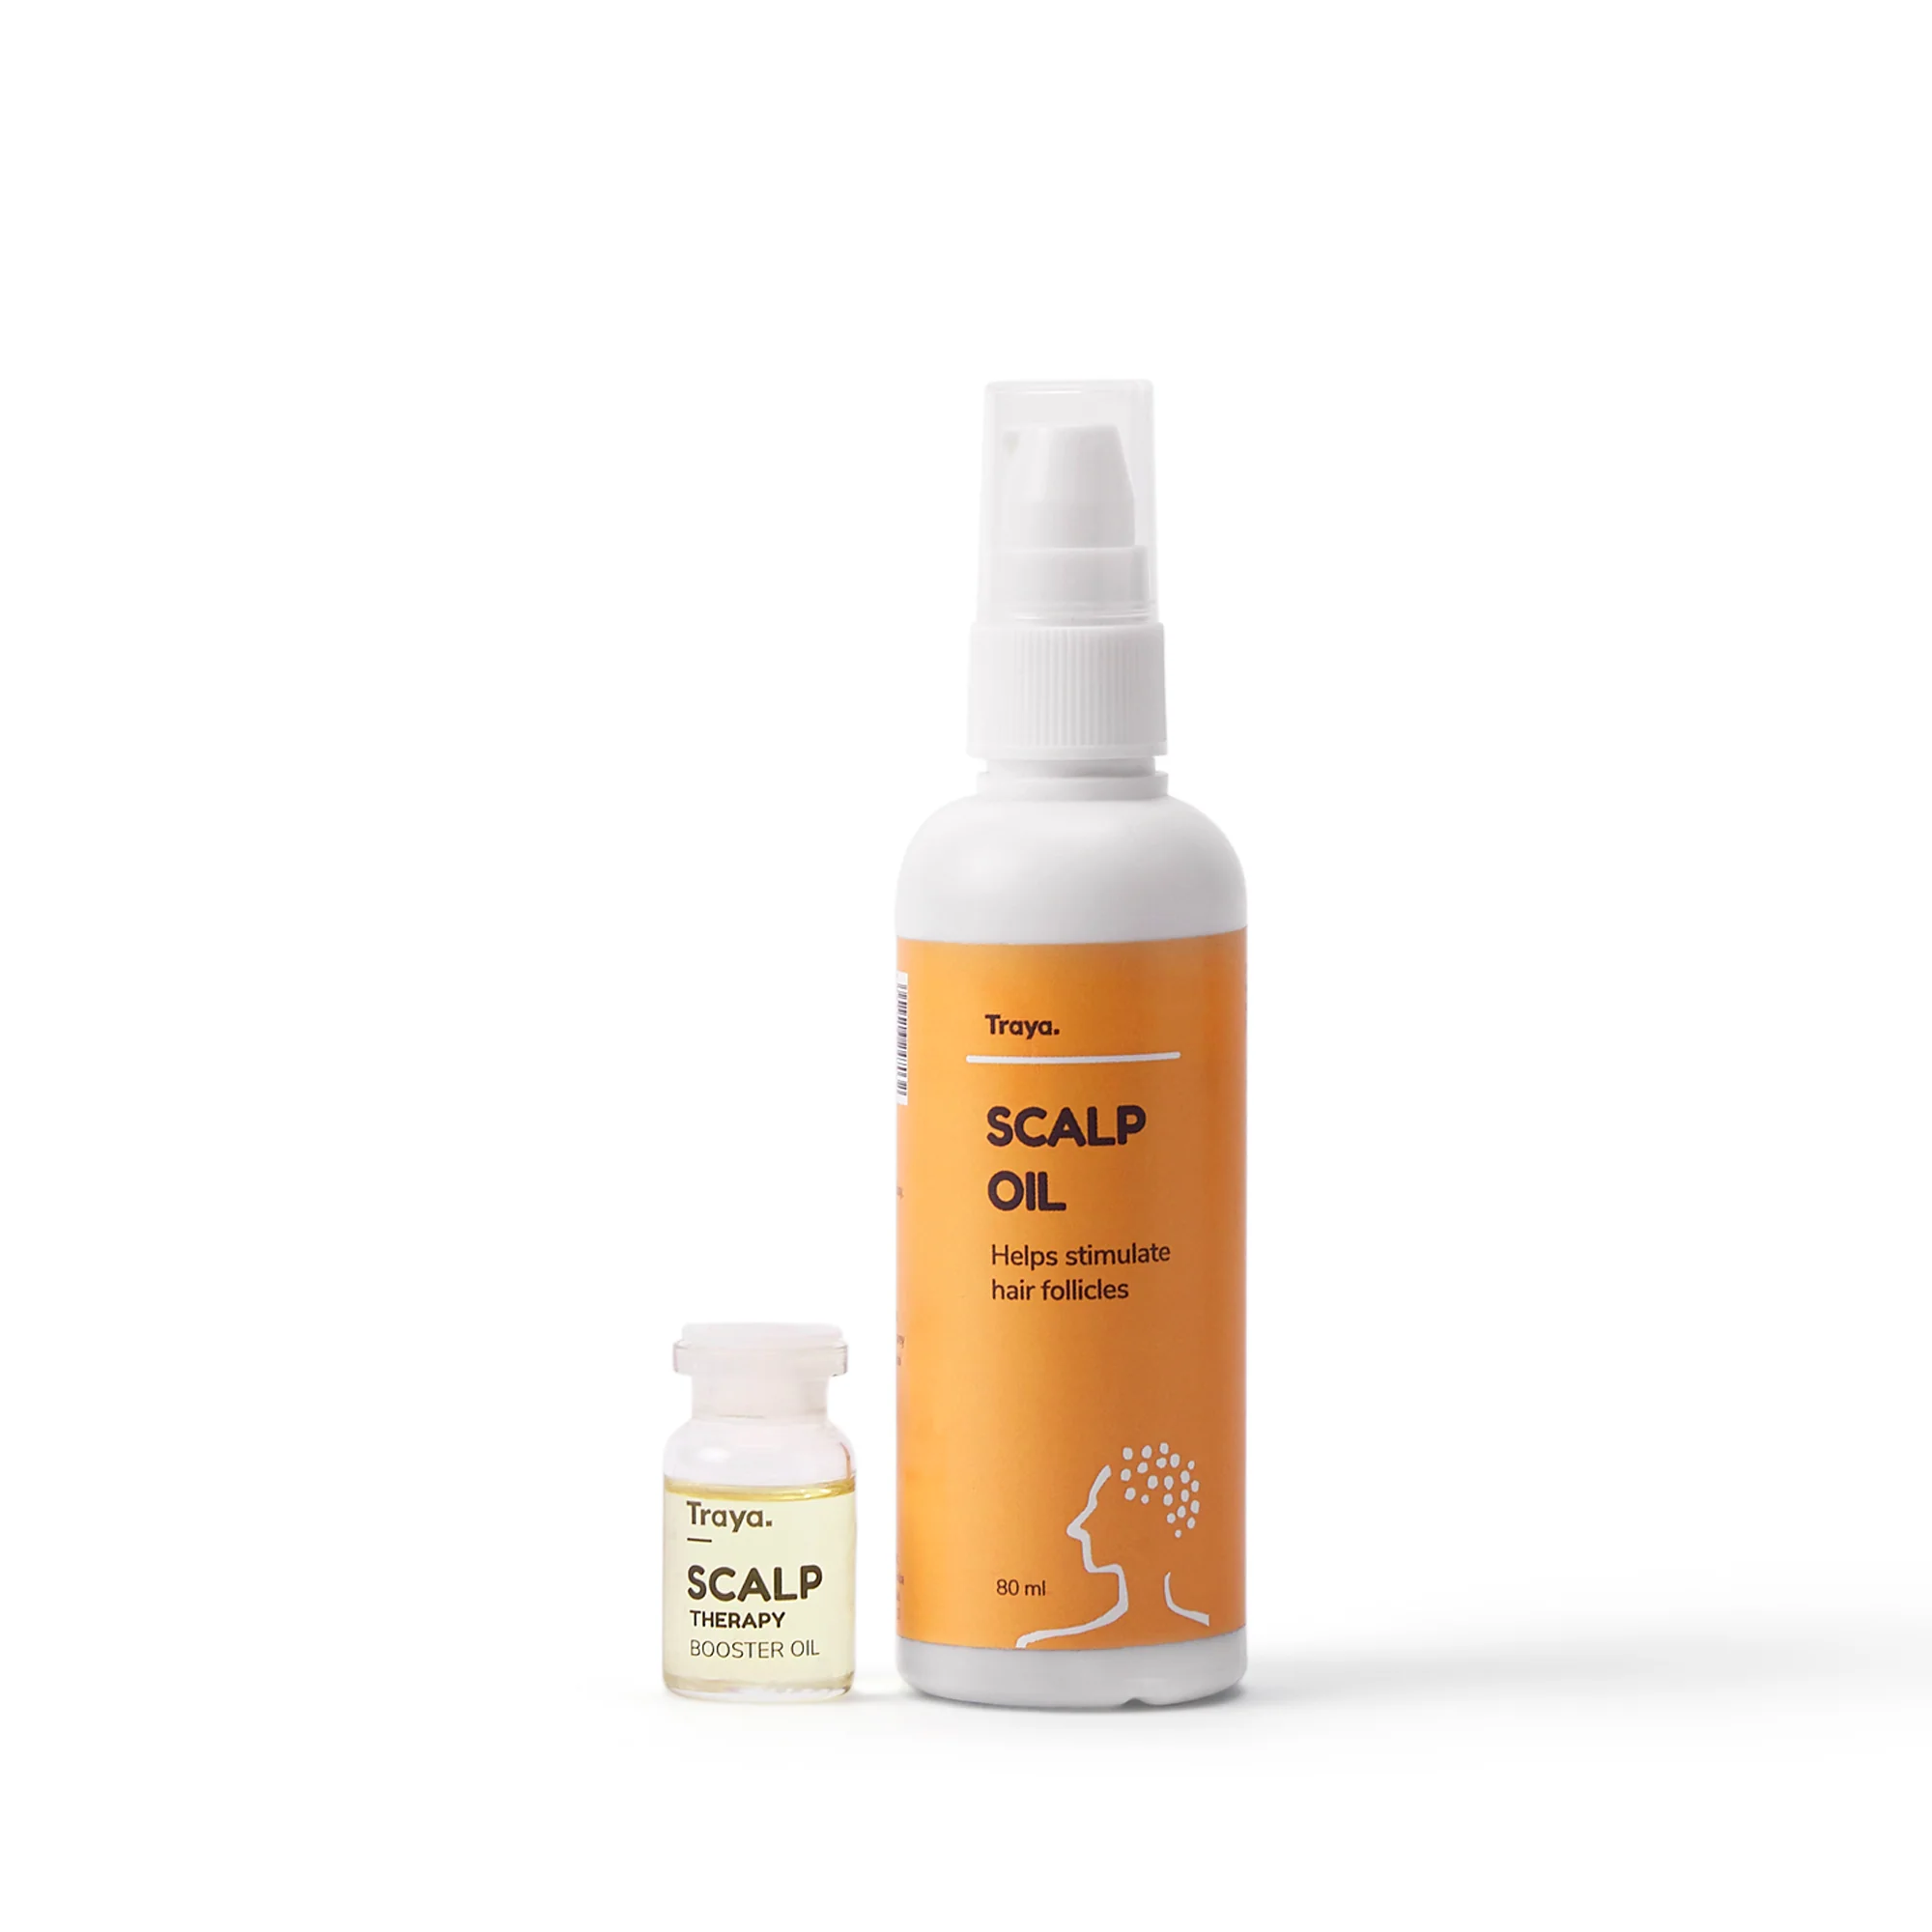 Traya.
SCALP
OIL
Helps stimulate
hair follicles
80 ml
Traya.
SCALP
THERAPY
BOOSTER OIL